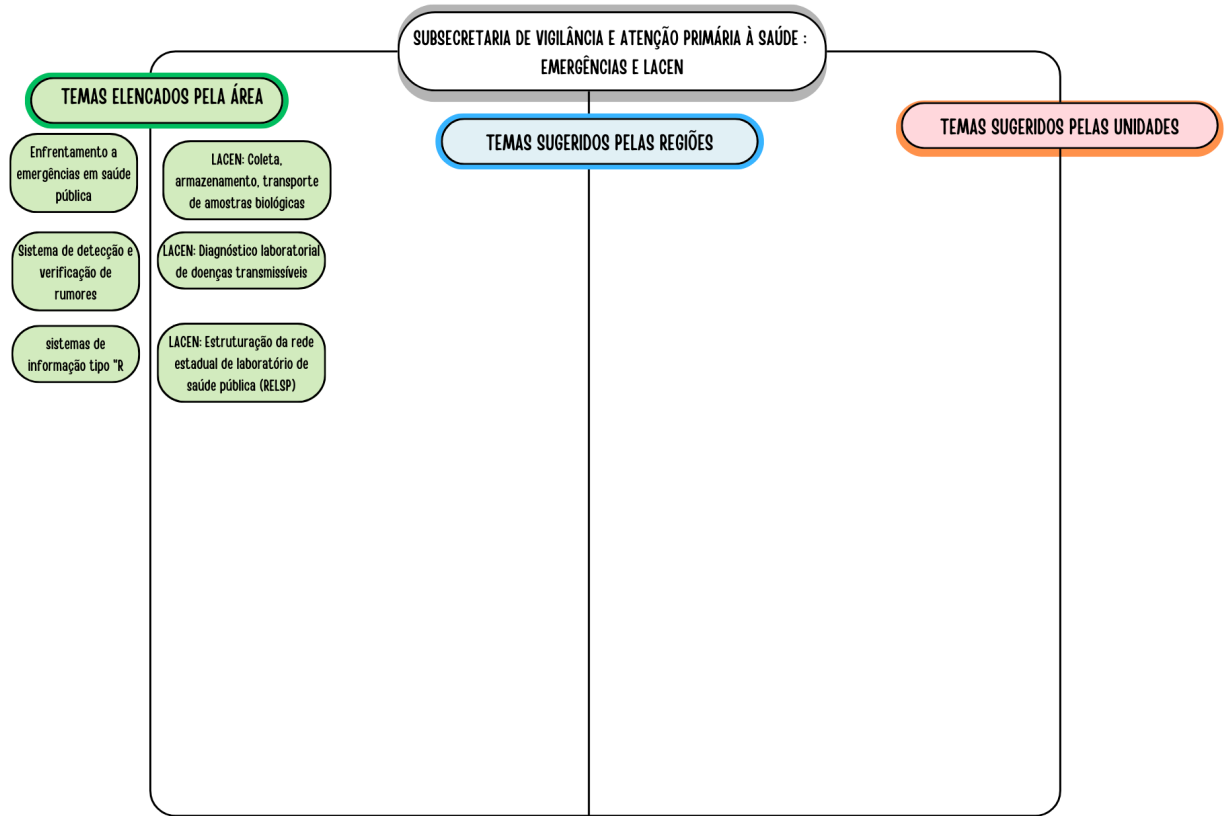 SUBSECRETARIA DE VIGILÂNCIA E ATENÇÃO PRIMÁRIA À SAÚDE :
EMERGÊNCIAS E LACEN
TEMAS ELENCADOS PELA ÁREA
Enfrentamento a
emergências em saúde
pública
Sistema de detecção e
verificação de
rumores
sistemas de
informação tipo "R
LACEN: Coleta,
armazenamento, transporte
de amostras biológicas
LACEN: Diagnóstico laboratorial
de doenças transmissíveis
LACEN: Estruturação da rede
estadual de laboratório de
saúde pública (RELSP)
TEMAS SUGERIDOS PELAS REGIÕES
TEMAS SUGERIDOS PELAS UNIDADES